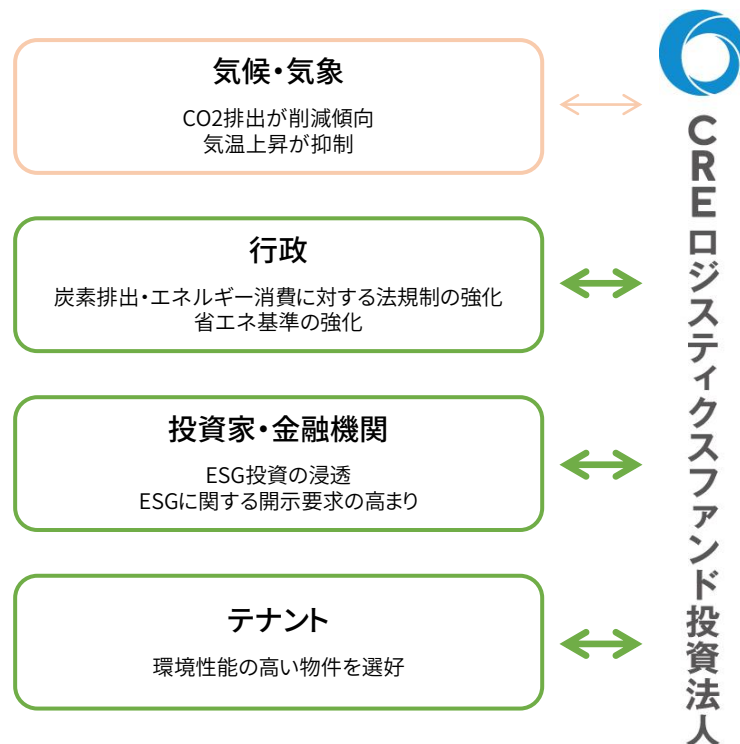 気候・気象
CO2排出が削減傾向
気温上昇が抑制
行政
炭素排出・エネルギー消費に対する法規制の強化
省エネ基準の強化
投資家・金融機関
ESG投資の浸透
ESGに関する開示要求の高まり
テナント
環境性能の高い物件を選好
CREロジスティクスファンド投資法人